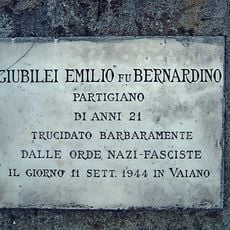 GIUBILEI EMILIO FU BERNARDINO
PARTIGIANO
DI ANNI 21
TRUCIDATO BARBARAMENTE
DALLE ORDE NAZI-FASCISTE
IL GIORNO 11 SETT. 1944 IN VAIANO